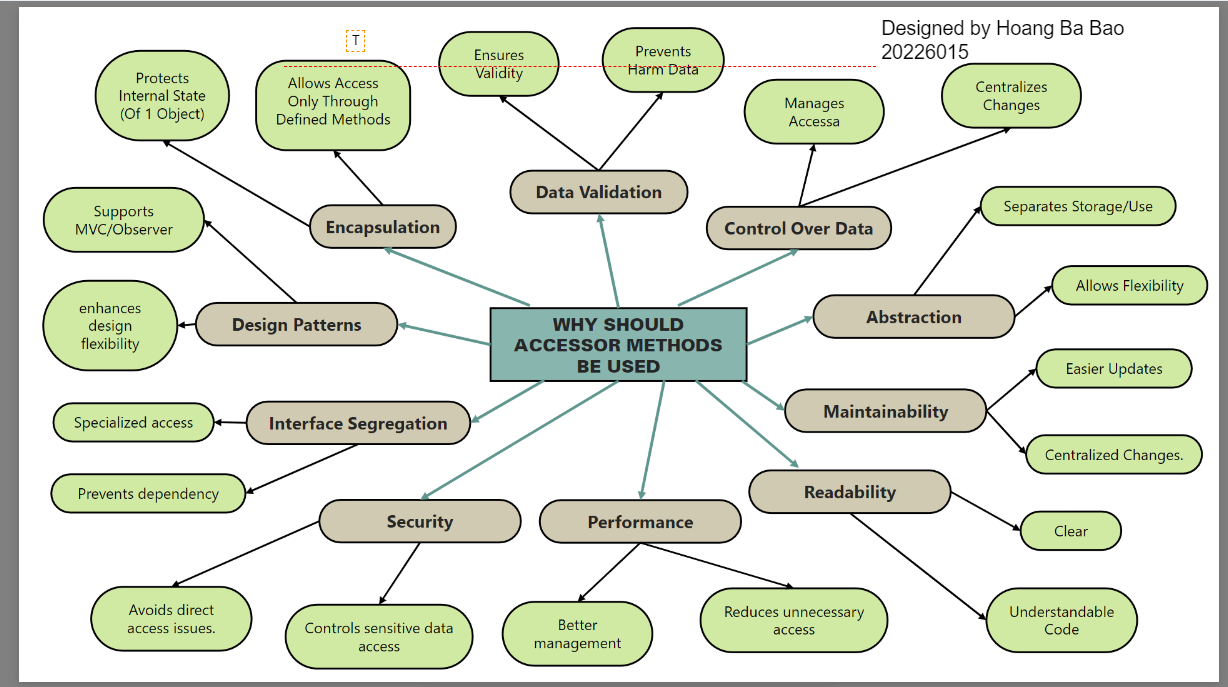 Designed by Hoang Ba Bao
20226015
T
Protects
Internal State
(Of 1 Object)
Allows Access
Only Through
Defined Methods
Ensures
Validity
Prevents
Harm Data
Manages
Accessa
Centralizes
Changes
Encapsulation
Data Validation
Control Over Data
Supports
MVC/Observer
Separates Storage/Use
enhances
design
flexibility
Design Patterns
WHY SHOULD
ACCESSOR METHODS
BE USED
Abstraction
Allows Flexibility
Specialized access
Interface Segregation
Maintainability
Easier Updates
Centralized Changes.
Prevents dependency
Security
Performance
Readability
Clear
Avoids direct
access issues.
Controls sensitive data
access
Better
management
Reduces unnecessary
access
Understandable
Code